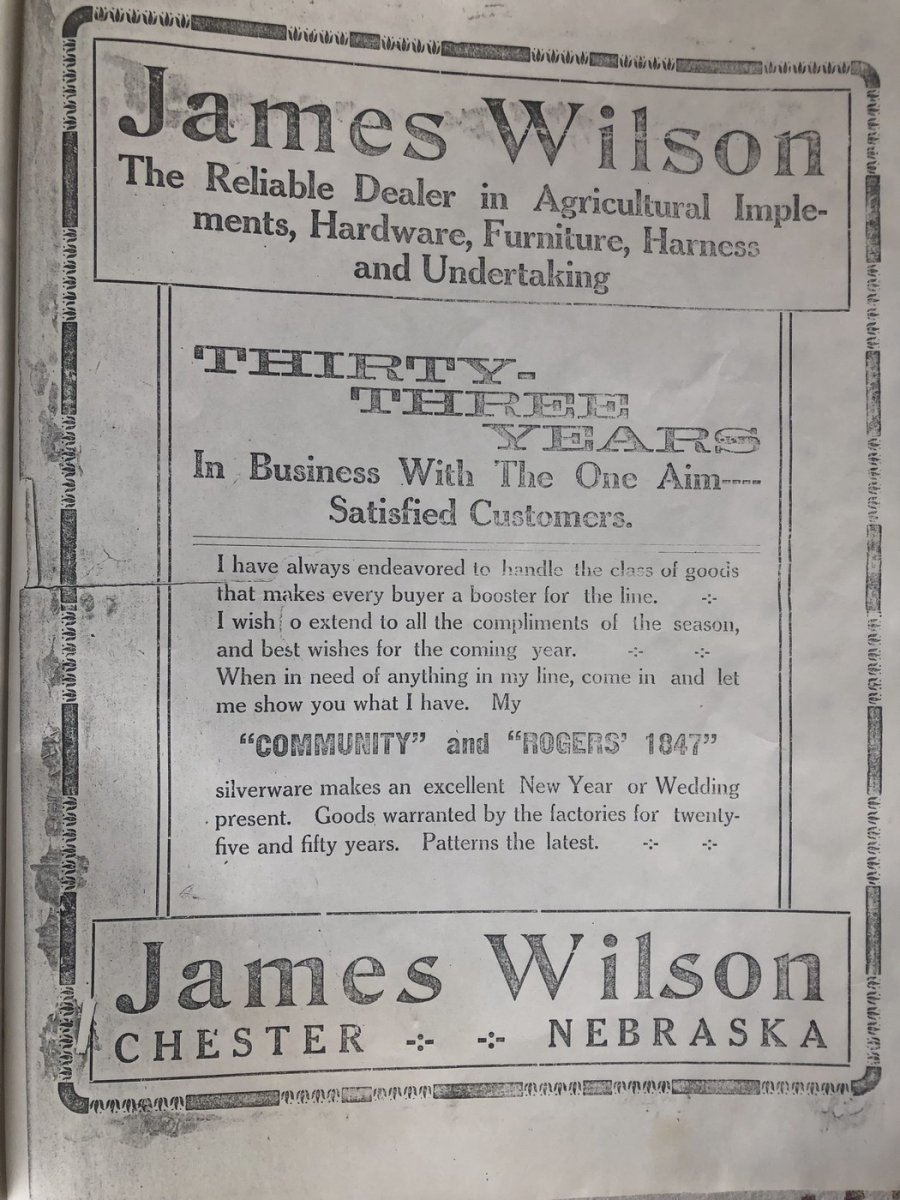 James Wilson
The Reliable Dealer in Agricultural Imple-
ments, Hardware, Furniture, Harness
and Undertaking
THIRTY-
THREE
YEARS
In Business With The One Aim----
Satisfied Customers.
I have always endeavored to handle the class of goods
that makes every buyer a booster for the line. -:-
I wish o extend to all the compliments of the season,
and best wishes for the coming year. -:- -:-
When in need of anything in my line, come in and let
me show you what I have. My
"COMMUNITY" and "ROGERS' 1847"
silverware makes an excellent New Year or Wedding
present. Goods warranted by the factories for twenty-
five and fifty years. Patterns the latest. -:- -:-
James Wilson
CHESTER -:- -:- NEBRASKA